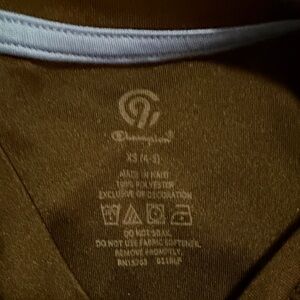 Champion
XS (4-5)
MADE IN HAITI
100% POLYESTER
EXCLUSIVE OF DECORATION
DO NOT SOAK.
DO NOT USE FABRIC SOFTENER.
REMOVE PROMPTLY.
RN15763